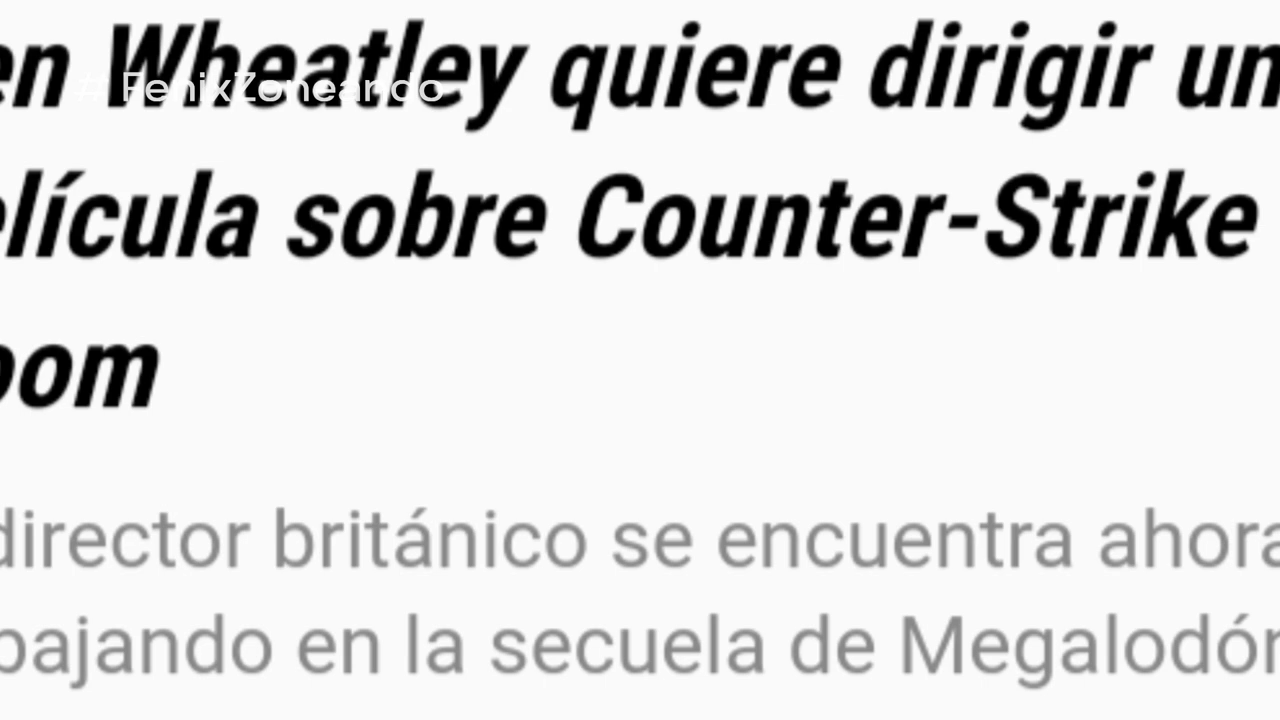 en Wheatley quiere dirigir un
# FenixZoneando
elícula sobre Counter-Strike
oom
director británico se encuentra ahora
bajando en la secuela de Megalodón